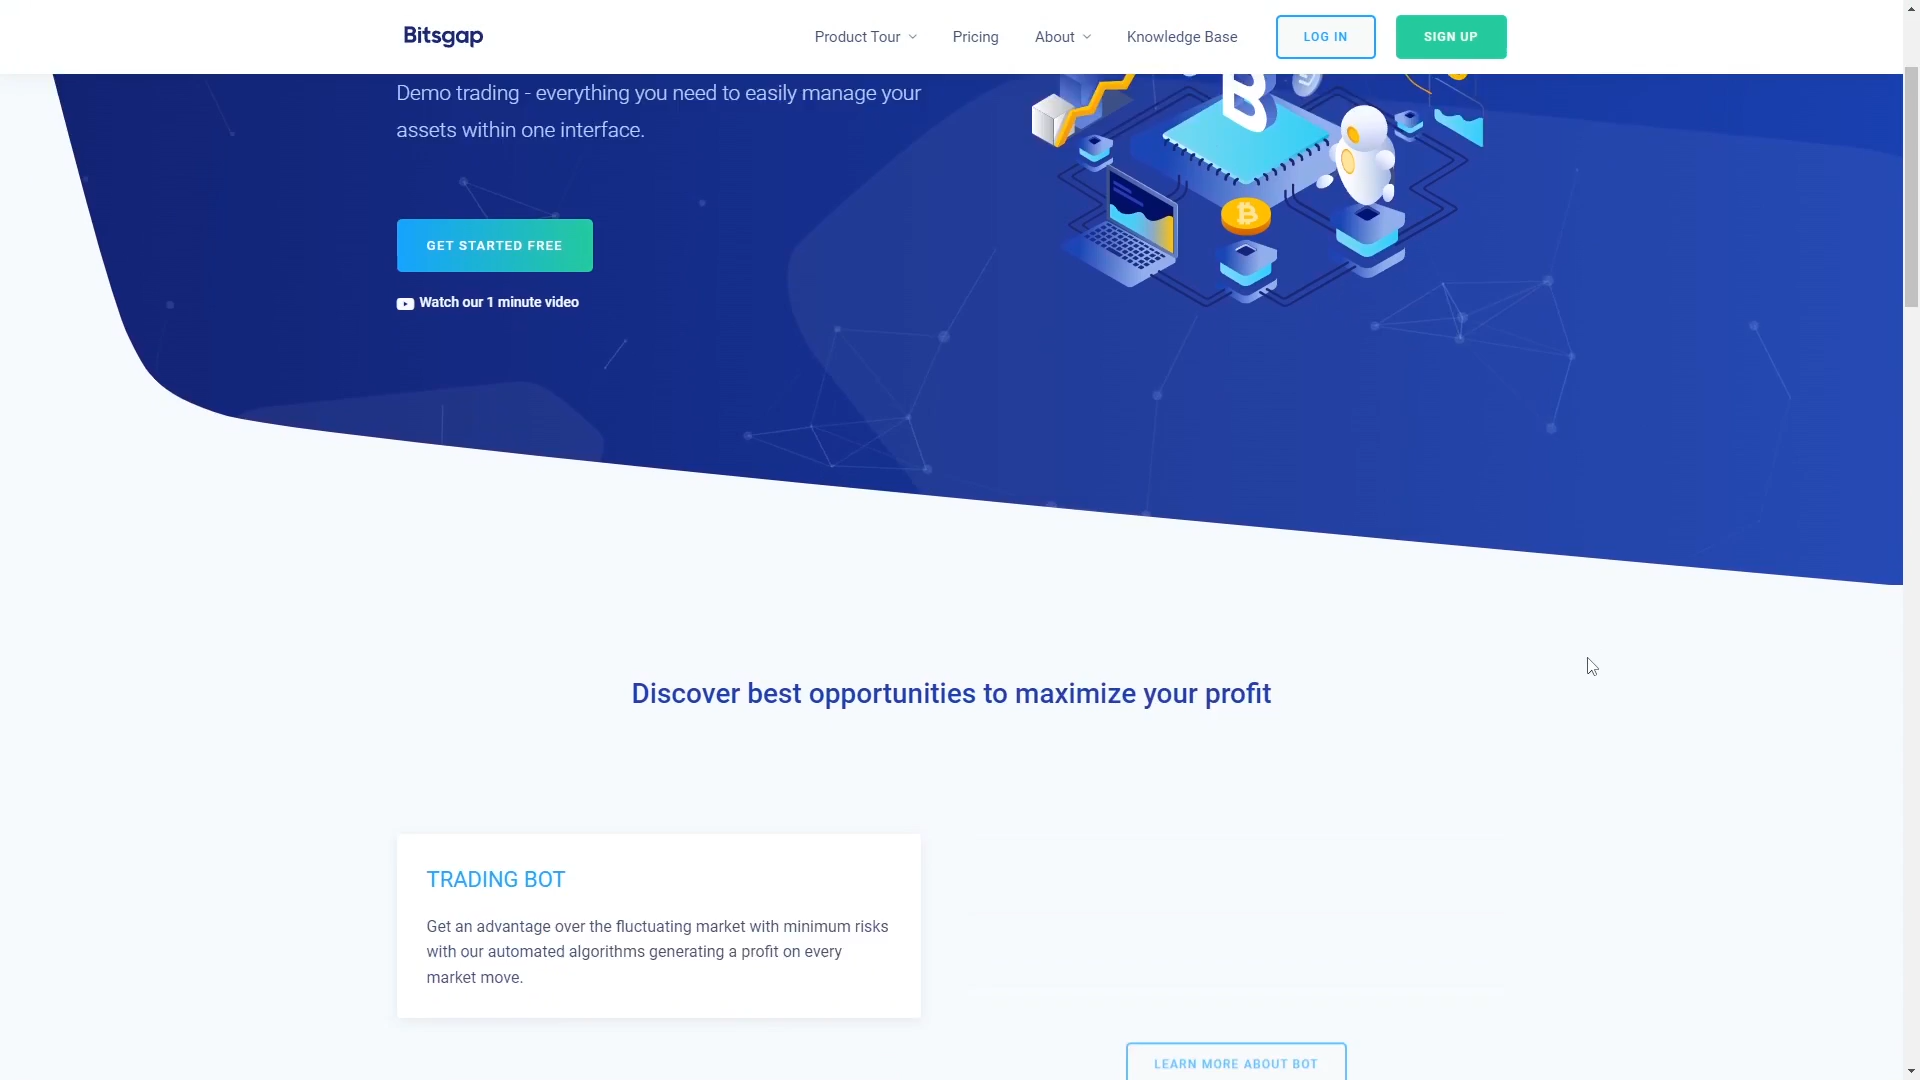 Bitsgap
Product Tour
Pricing
About
Knowledge Base
LOG IN
SIGN UP
Demo trading - everything you need to easily manage your
assets within one interface.
GET STARTED FREE
Watch our 1 minute video
Discover best opportunities to maximize your profit
TRADING BOT
Get an advantage over the fluctuating market with minimum risks
with our automated algorithms generating a profit on every
market move.
LEARN MORE ABOUT BOT